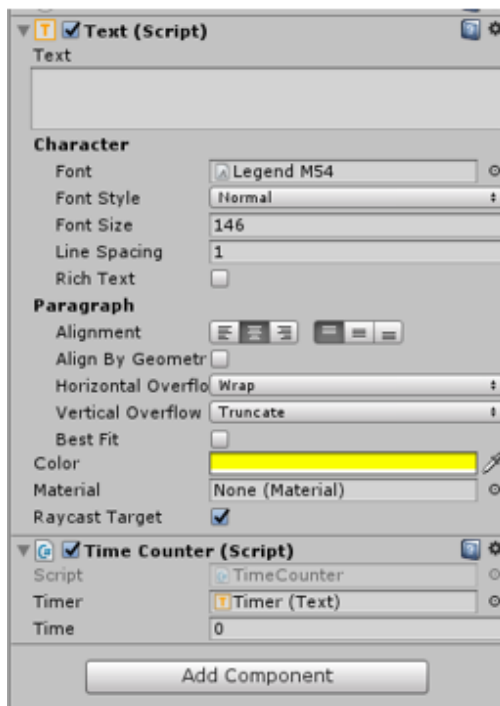 Text (Script)
Text
Character
Font Legend M54
Font Style Normal
Font Size 146
Line Spacing 1
Rich Text
Paragraph
Alignment
Align By Geometr
Horizontal Overflo Wrap
Vertical Overflow Truncate
Best Fit
Color
Material None (Material)
Raycast Target
Time Counter (Script)
Script TimeCounter
Timer Timer (Text)
Time 0
Add Component